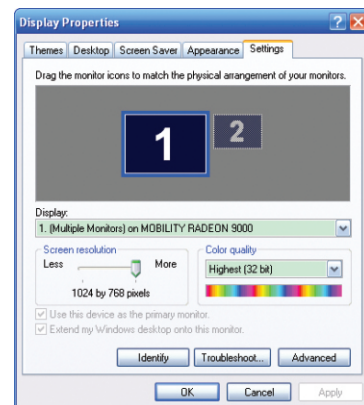 Display Properties
Themes Desktop Screen Saver Appearance Settings
Drag the monitor icons to match the physical arrangement of your monitors.
1 2
Display:
1. (Multiple Monitors) on MOBILITY RADEON 9000
Screen resolution Color quality
Less More Highest (32 bit)
1024 by 768 pixels
Use this device as the primary monitor.
Extend my Windows desktop onto this monitor.
Identify Troubleshoot... Advanced
OK Cancel Apply